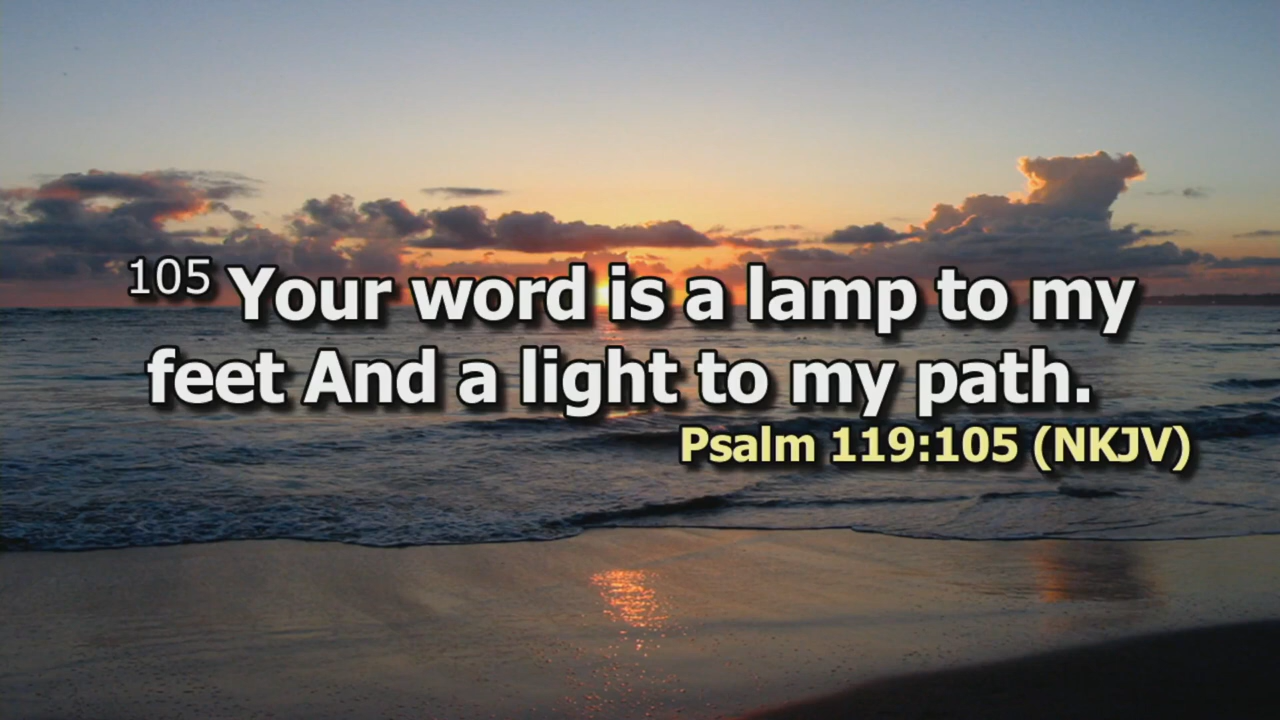 105 Your word is a lamp to my
feet And a light to my path.
Psalm 119:105 (NKJV)